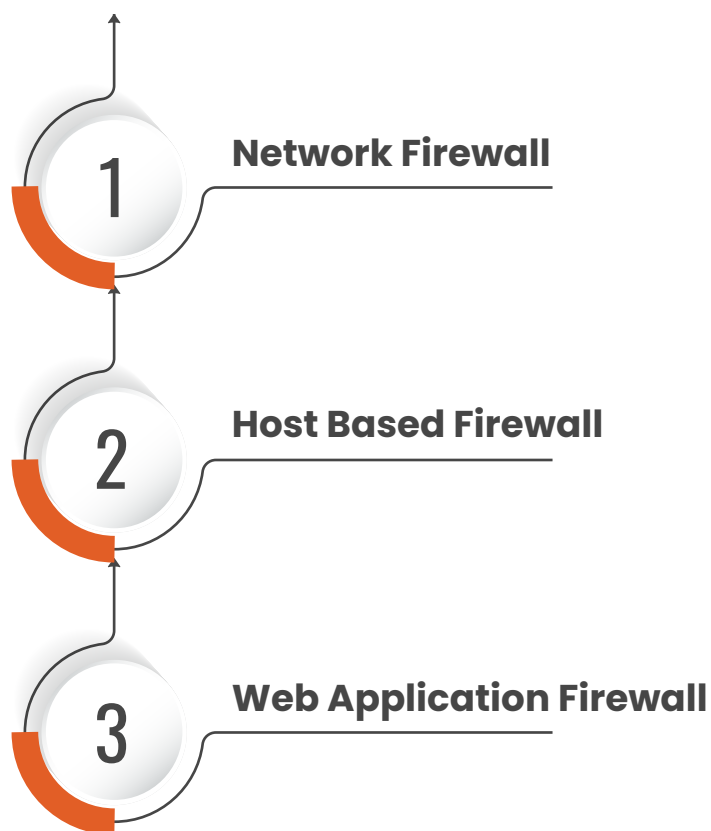 1
Network Firewall
2
Host Based Firewall
3
Web Application Firewall